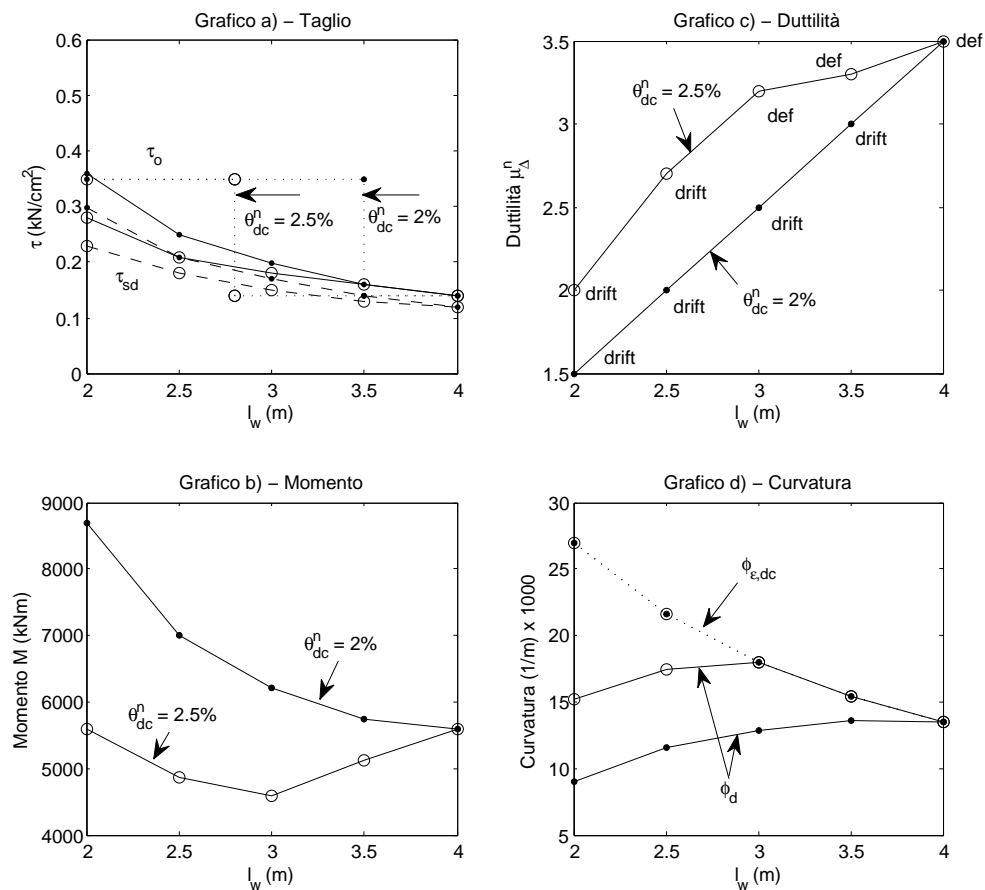 Grafico a) − Taglio
0.6
0.5
0.4
0.3
0.2
0.1
0
τ (kN/cm²)
τo
τsd
θⁿdc = 2.5%
θⁿdc = 2%
2 2.5 3 3.5 4
lw (m)
Grafico c) − Duttilità
3.5
3
2.5
2
1.5
Duttilità μⁿΔ
θⁿdc = 2.5%
def
def
def
drift
drift
drift
drift
drift
drift
θⁿdc = 2%
2 2.5 3 3.5 4
lw (m)
Grafico b) − Momento
9000
8000
7000
6000
5000
4000
Momento M (kNm)
θⁿdc = 2%
θⁿdc = 2.5%
2 2.5 3 3.5 4
lw (m)
Grafico d) − Curvatura
30
25
20
15
10
5
Curvatura (1/m) x 1000
ϕε,dc
ϕd
2 2.5 3 3.5 4
lw (m)